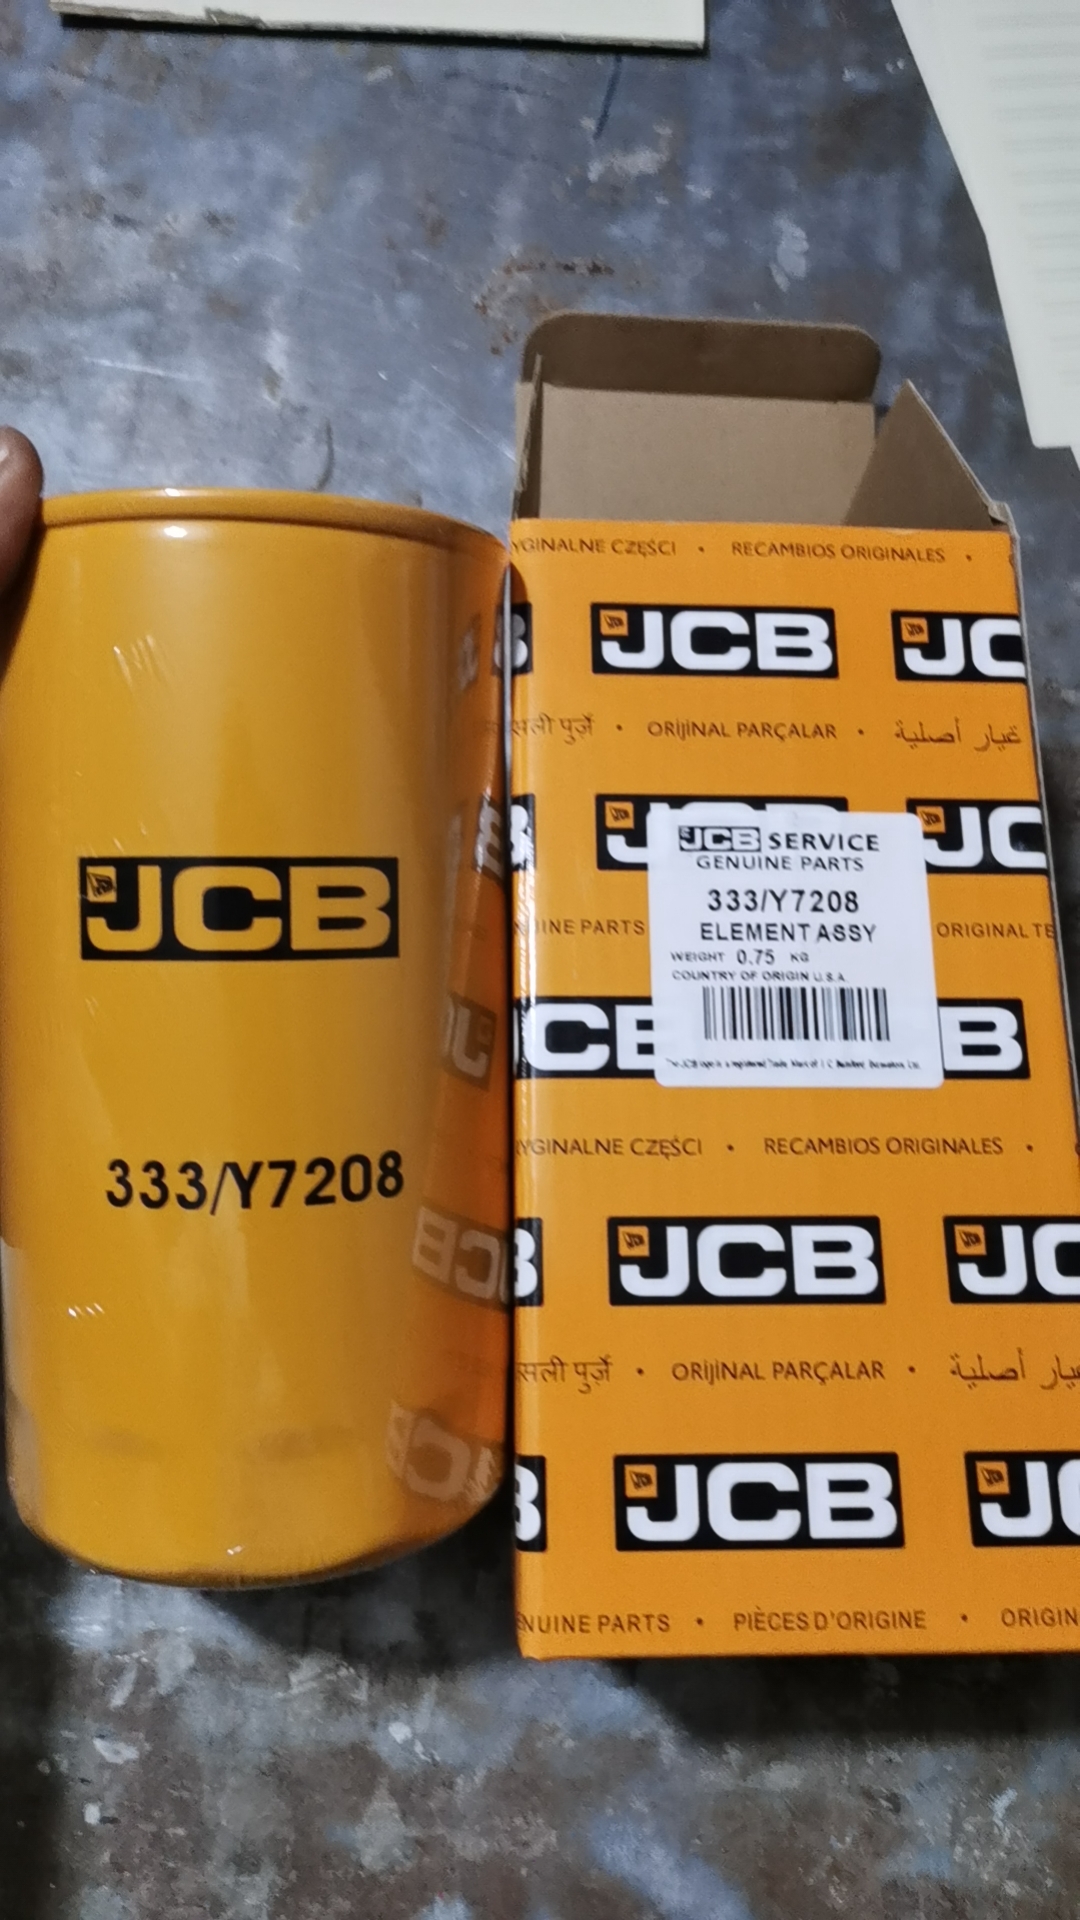 JCB
333/Y7208
YGINALNE CZĘŚCI • RECAMBIOS ORIGINALES •
JCB JC
सली पुर्ज़े • ORİJİNAL PARÇALAR • غيار أصلية
JC
JCB SERVICE
GENUINE PARTS
333/Y7208
ELEMENT ASSY
WEIGHT 0.75 KG
COUNTRY OF ORIGIN U.S.A.
INE PARTS ORIGINAL TE
CB B
YGINALNE CZĘŚCI • RECAMBIOS ORIGINALES •
JCB JC
सली पुर्ज़े • ORİJİNAL PARÇALAR • غيار أصلية
JCB JC
NUINE PARTS • PIÈCES D'ORIGINE • ORIGIN